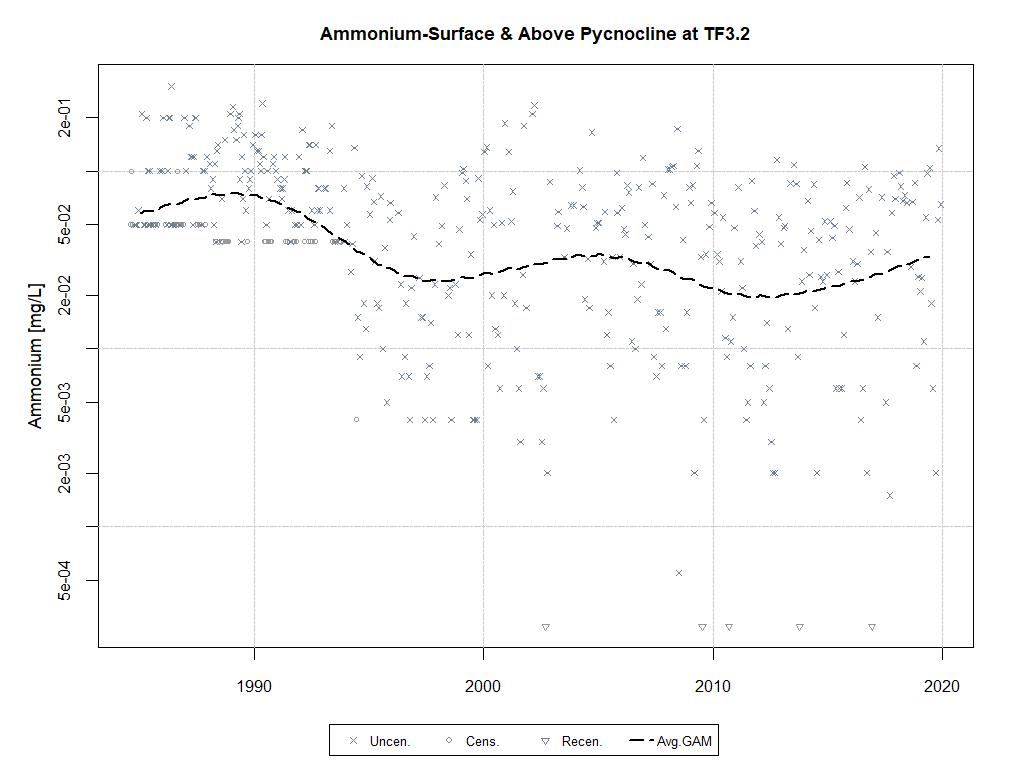 Ammonium-Surface & Above Pycnocline at TF3.2
Ammonium [mg/L]
2e-01
5e-02
2e-02
5e-03
2e-03
5e-04
1990 2000 2010 2020
Uncen. Cens. Recen. Avg.GAM